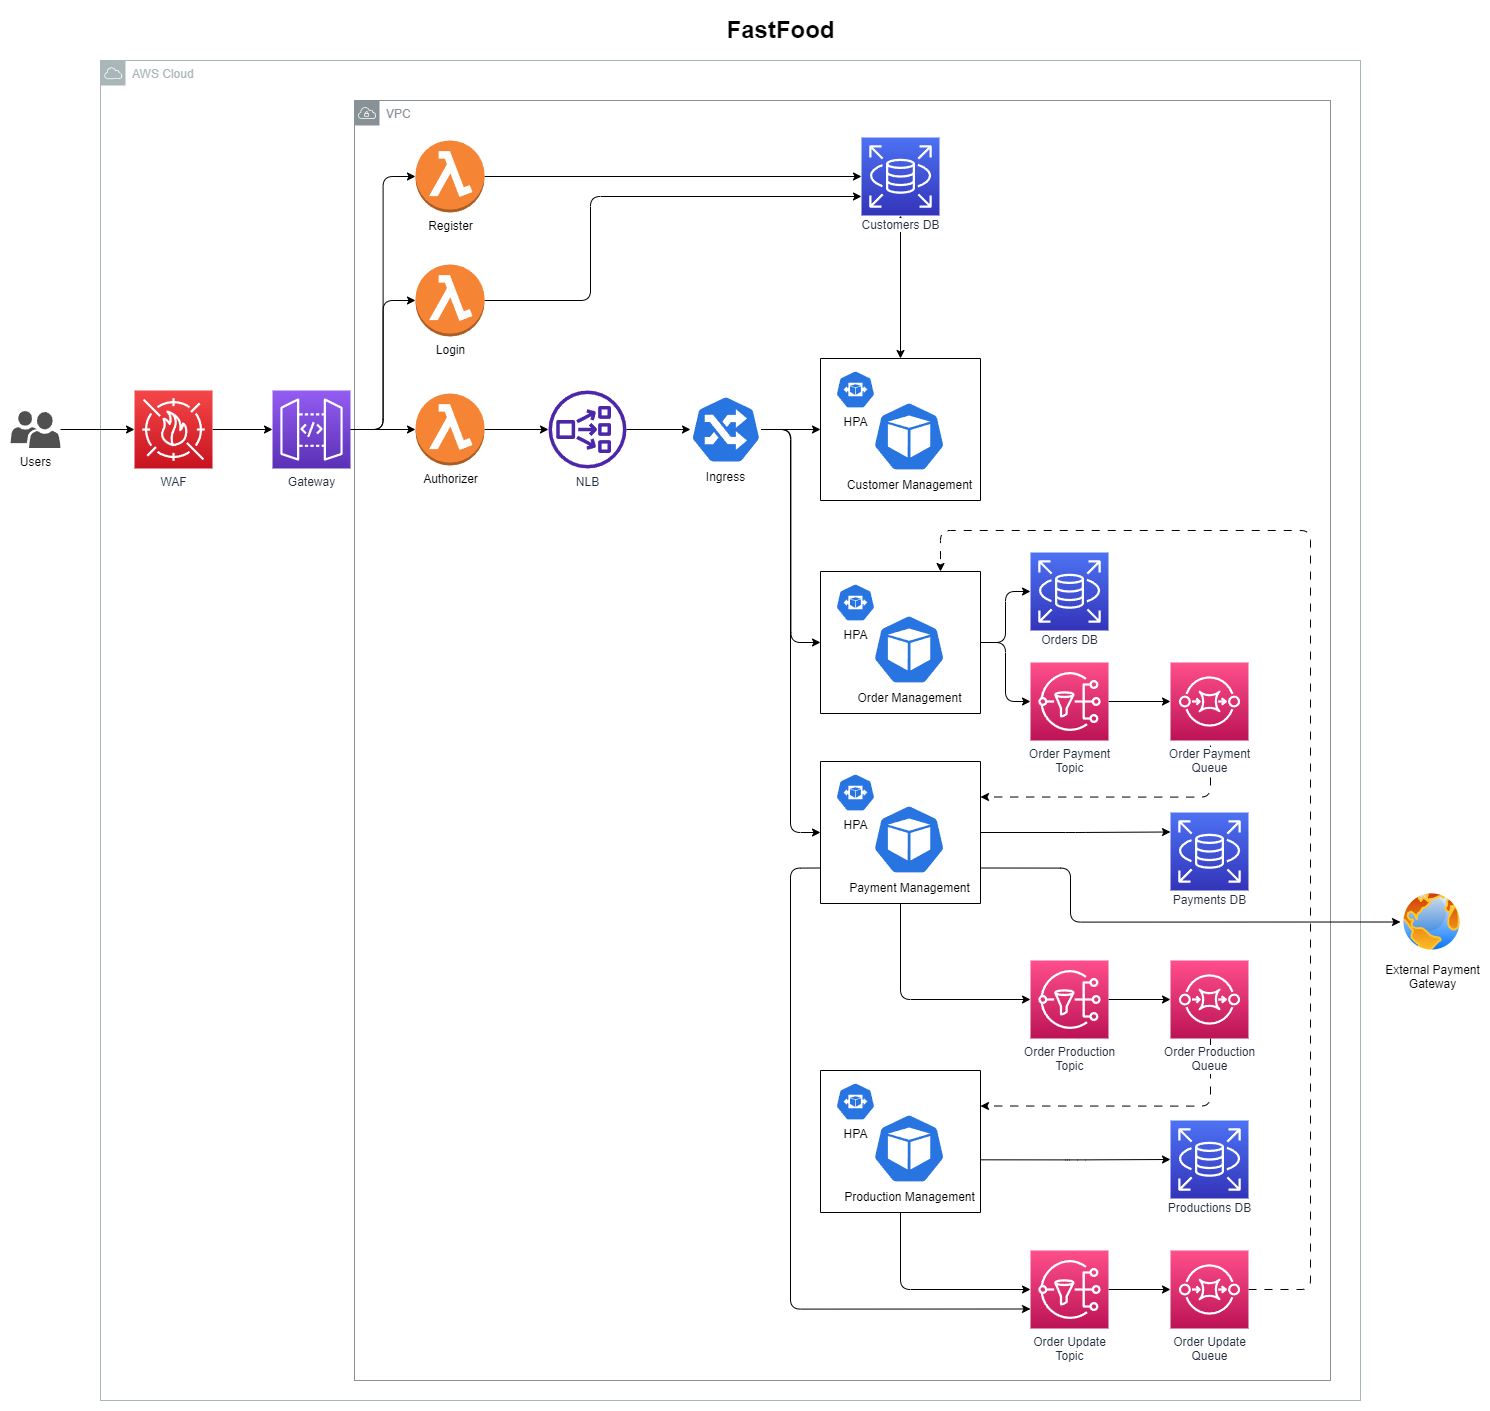 FastFood
AWS Cloud
VPC
Register
Customers DB
Login
HPA
Users
WAF
Gateway
Authorizer
NLB
Ingress
Customer Management
HPA
Orders DB
Order Management
Order Payment
Topic
Order Payment
Queue
HPA
Payment Management
Payments DB
External Payment
Gateway
Order Production
Topic
Order Production
Queue
HPA
Production Management
Productions DB
Order Update
Topic
Order Update
Queue